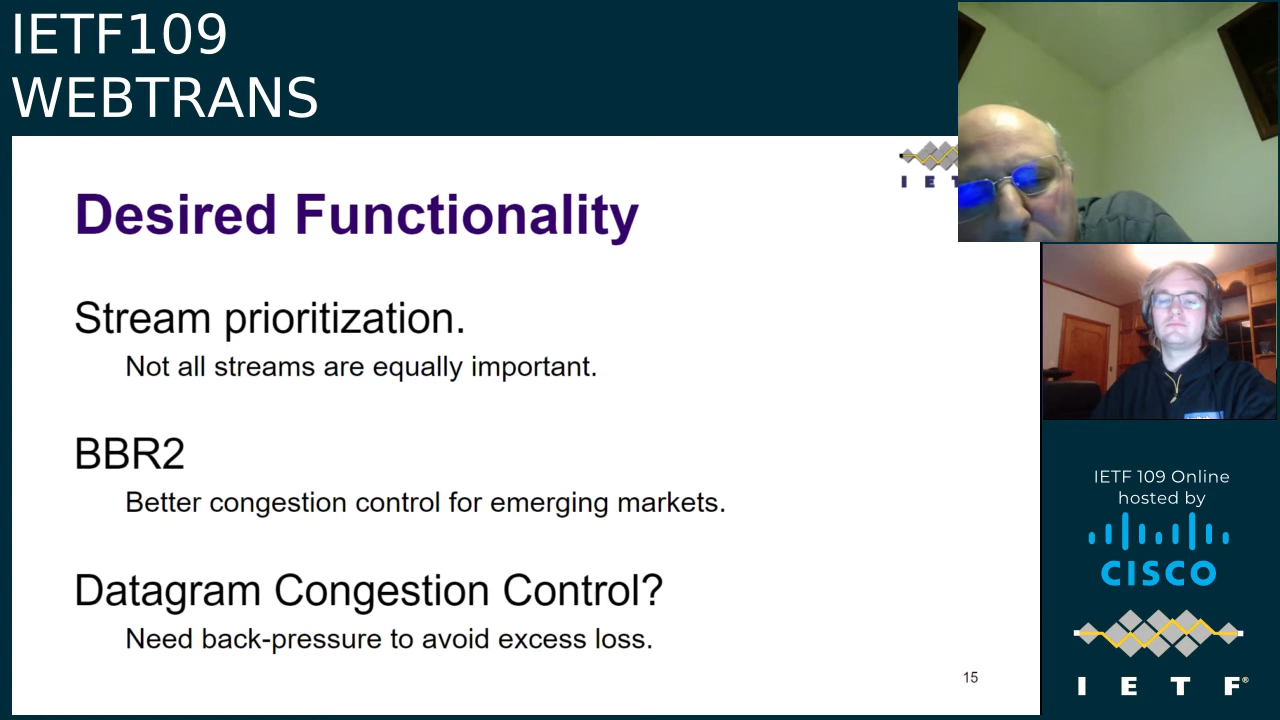 IETF109
WEBTRANS
I E T
Desired Functionality
Stream prioritization.
Not all streams are equally important.
BBR2
Better congestion control for emerging markets.
Datagram Congestion Control?
Need back-pressure to avoid excess loss.
15
IETF 109 Online
hosted by
CISCO
I E T F®